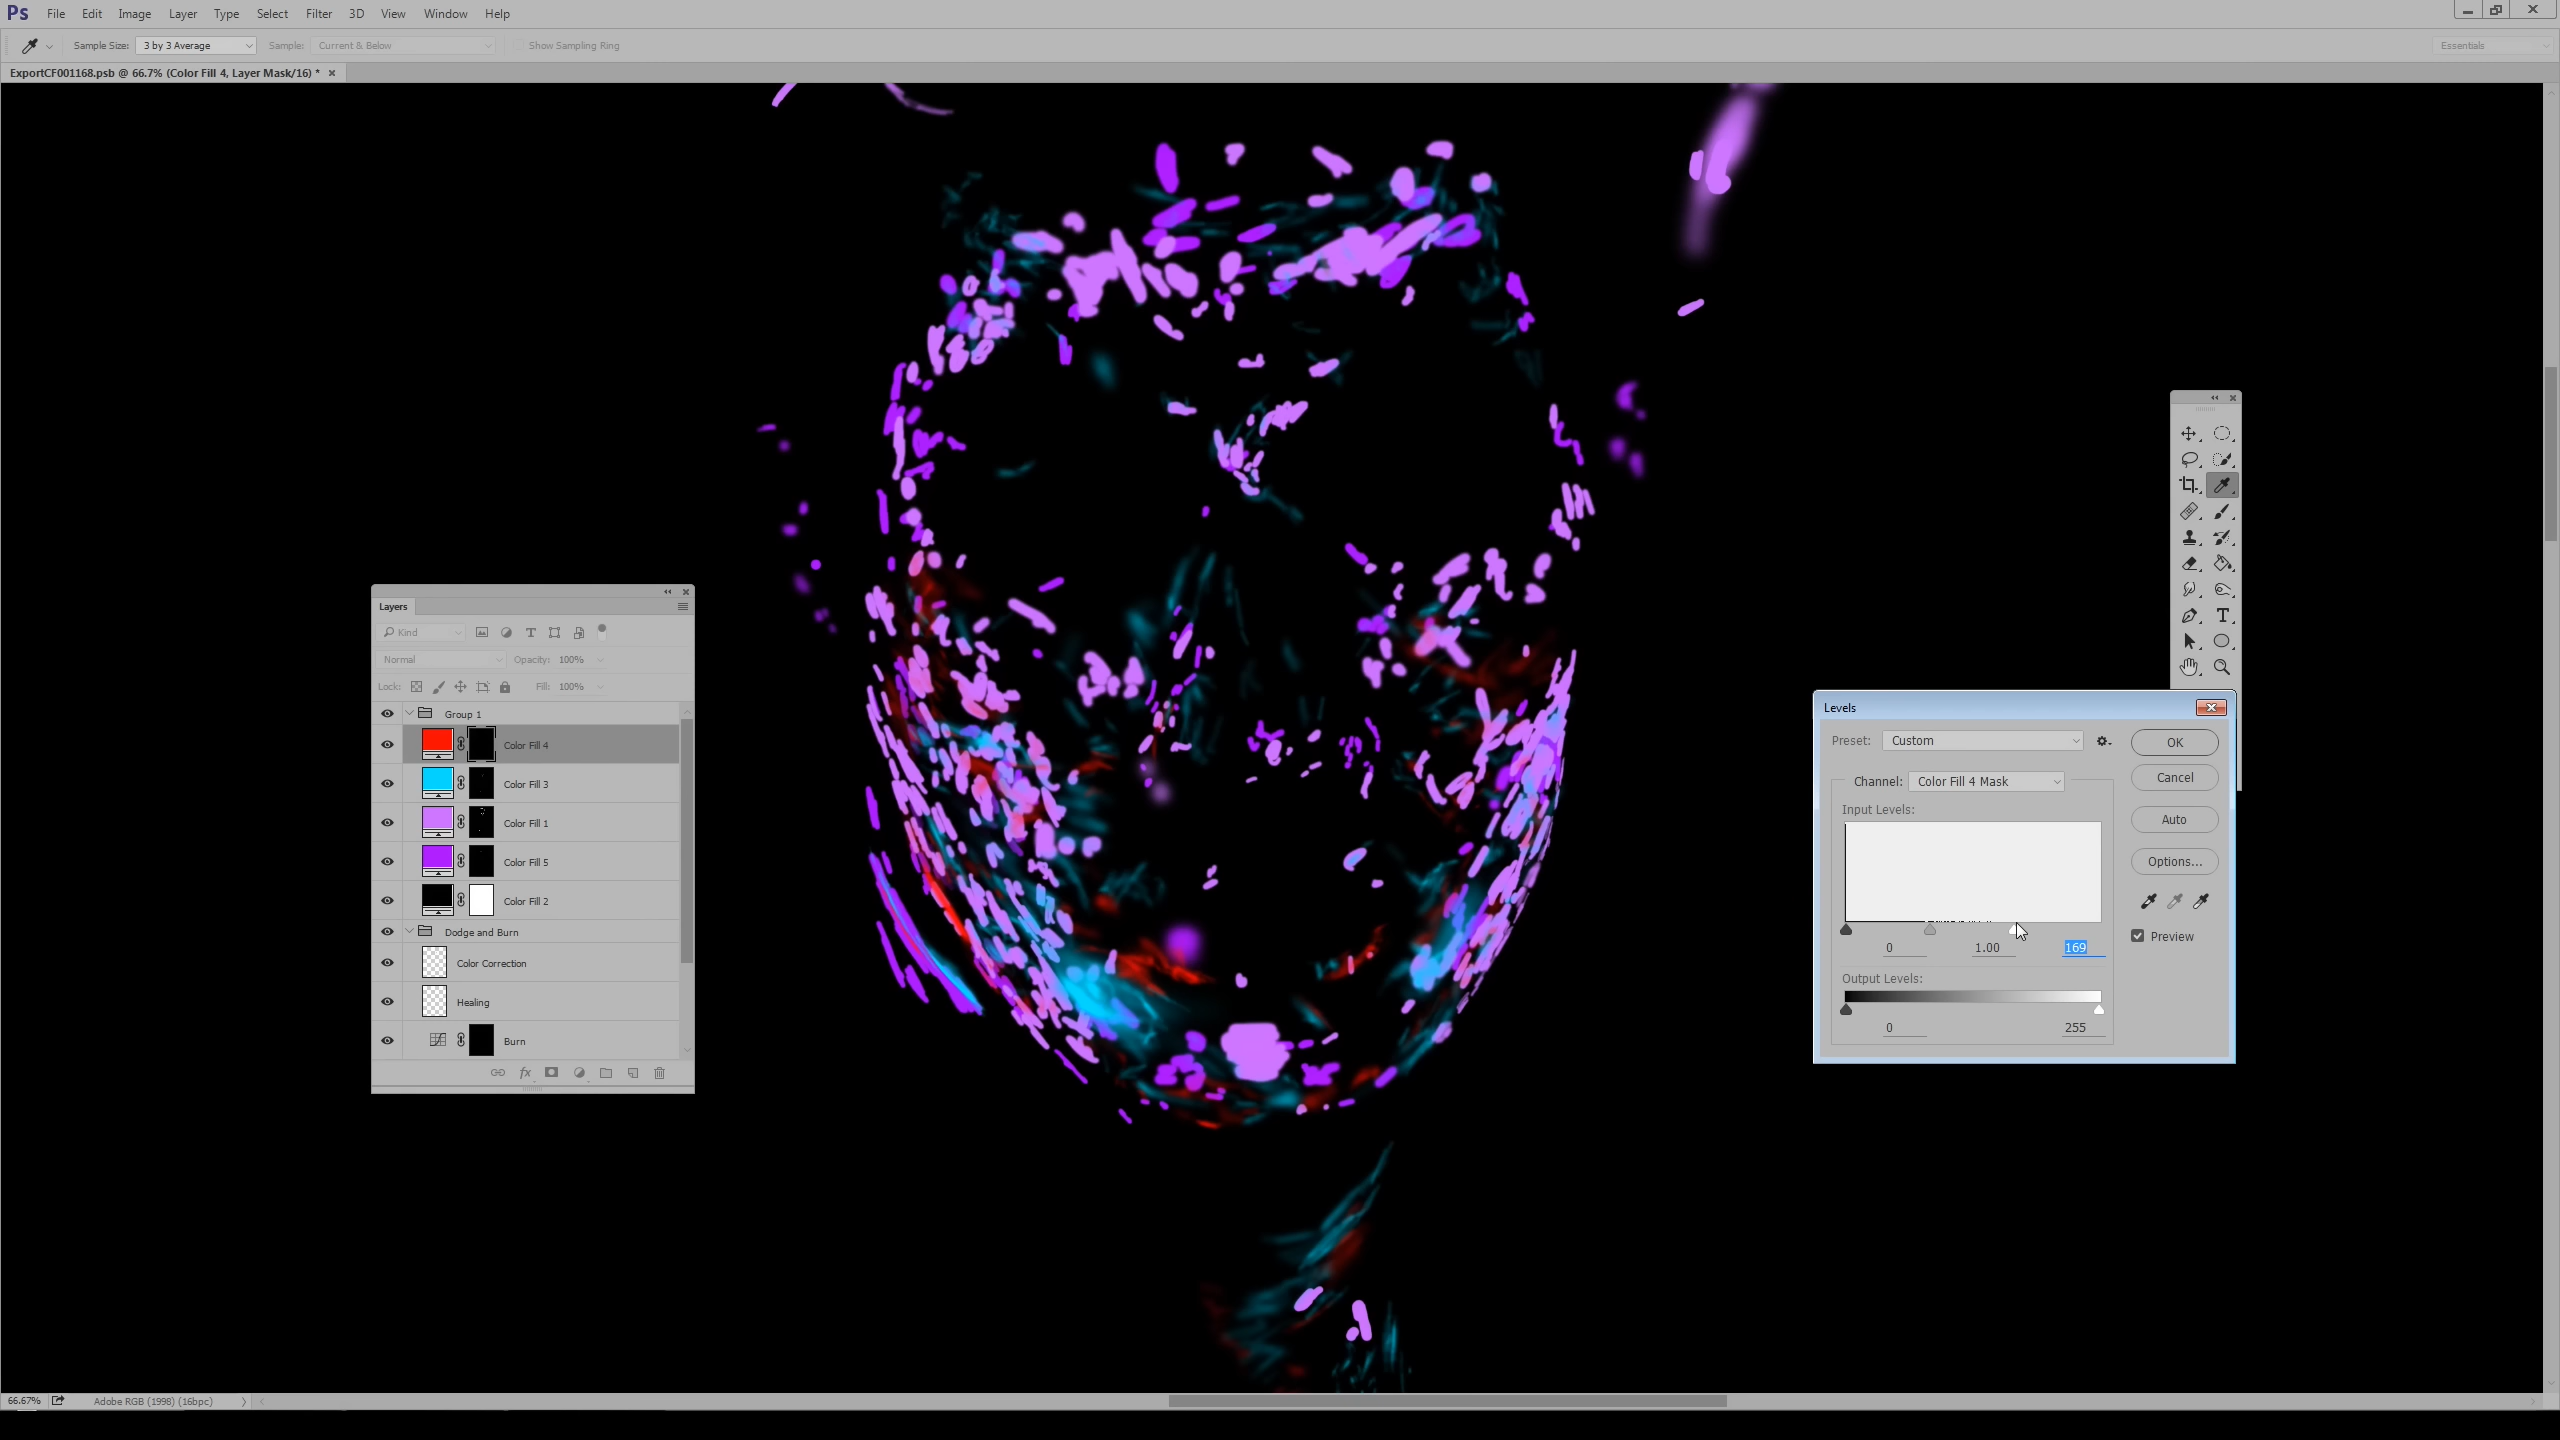 Ps File Edit Image Layer Type Select Filter 3D View Window Help
Sample Size: 3 by 3 Average Sample: Current & Below Show Sampling Ring Essentials
ExportCF001168.psb @ 66.7% (Color Fill 4, Layer Mask/16) *
Layers
Kind
Normal Opacity: 100%
Lock: Fill: 100%
Group 1
Color Fill 4
Color Fill 3
Color Fill 1
Color Fill 5
Color Fill 2
Dodge and Burn
Color Correction
Healing
Burn
fx
T
Levels
Preset: Custom
OK
Channel: Color Fill 4 Mask
Cancel
Input Levels:
Auto
Options...
Preview
0 1.00 169
Output Levels:
0 255
66.67% Adobe RGB (1998) (16bpc)